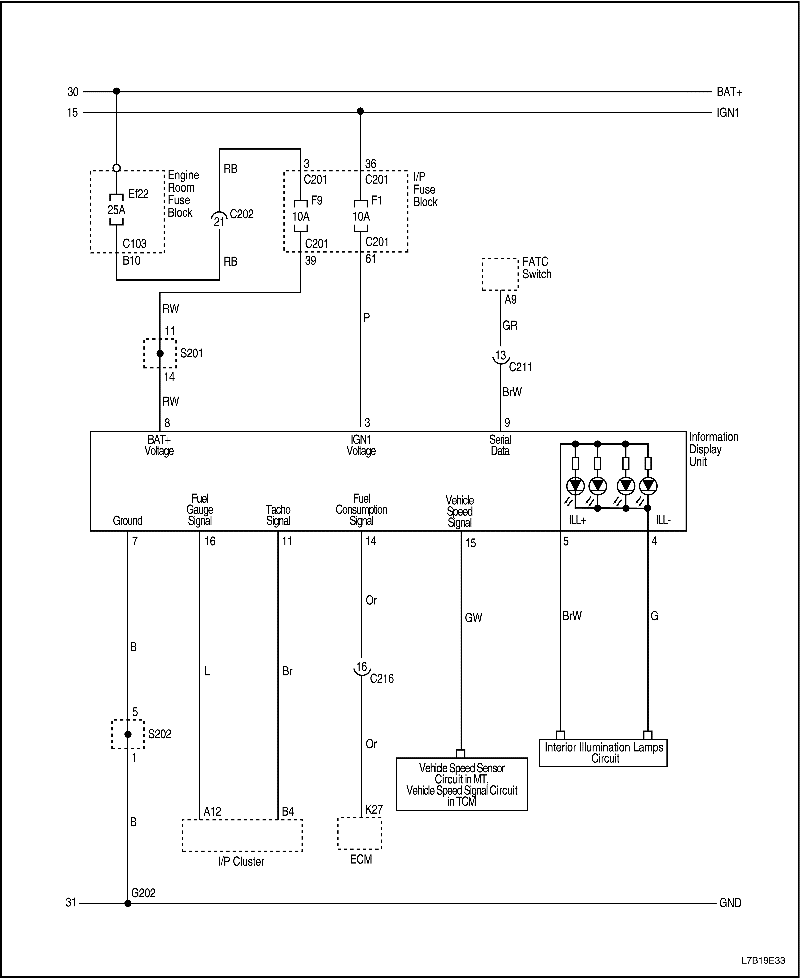 30 BAT+
15 IGN1
Engine
Room
Fuse
Block
Ef22
25A
C103
B10
RB
21 C202
RB
3 36
C201 C201
F9 F1
10A 10A
C201 C201
39 61
I/P
Fuse
Block
RW
11
S201
14
RW
8
P
3
FATC
Switch
A9
GR
13
C211
BrW
9
BAT+
Voltage
IGN1
Voltage
Serial
Data
Information
Display
Unit
Ground
Fuel
Gauge
Signal
Tacho
Signal
Fuel
Consumption
Signal
Vehicle
Speed
Signal
ILL+
ILL-
7 16 11 14 15 5 4
Or
GW
BrW
G
B
L
Br
16
C216
5
S202
1
Or
Interior Illumination Lamps
Circuit
Vehicle Speed Sensor
Circuit in MT,
Vehicle Speed Signal Circuit
in TCM
B
A12 B4
K27
I/P Cluster
ECM
G202
31 GND
L7B19E33